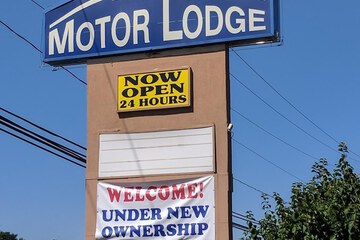 MOTOR LODGE
NOW
OPEN
24 HOURS
WELCOME!
UNDER NEW
OWNERSHIP